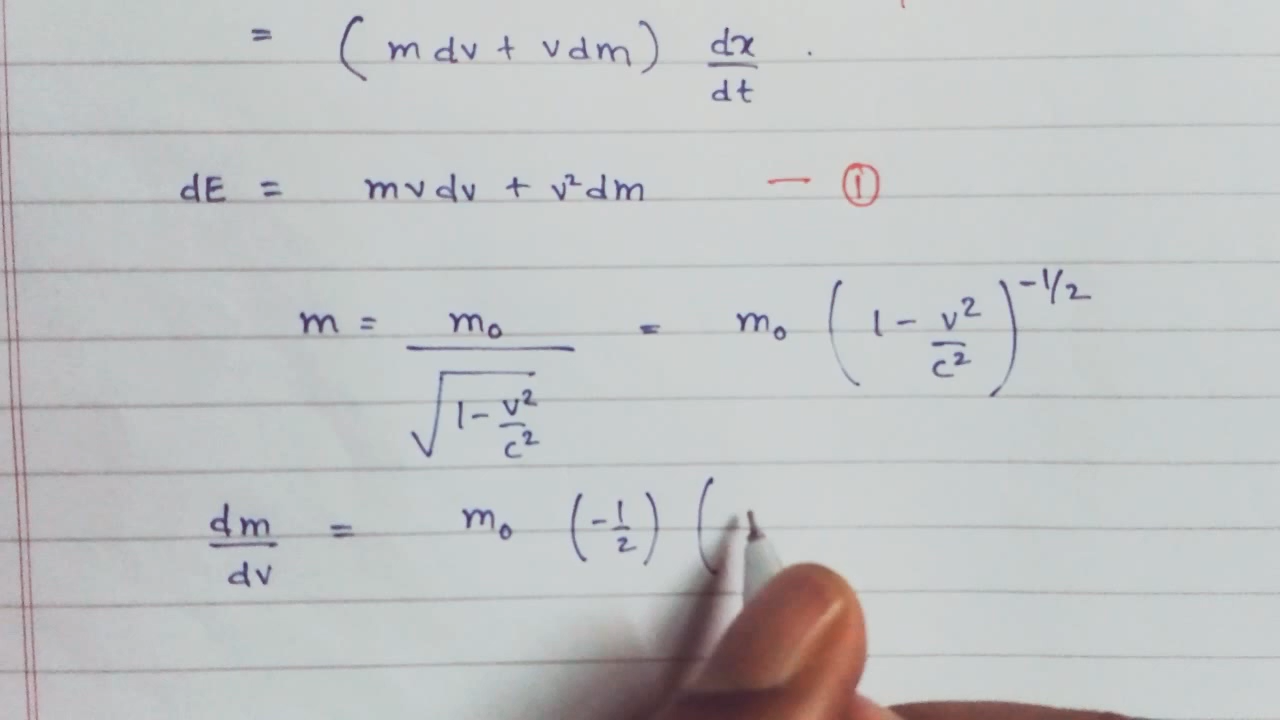 = (m dv + v dm) dx/dt .
dE = mv dv + v² dm — ①
m = m₀/√(1 - v²/c²) = m₀ (1 - v²/c²)^(-1/2)
dm/dv = m₀ (-1/2) (